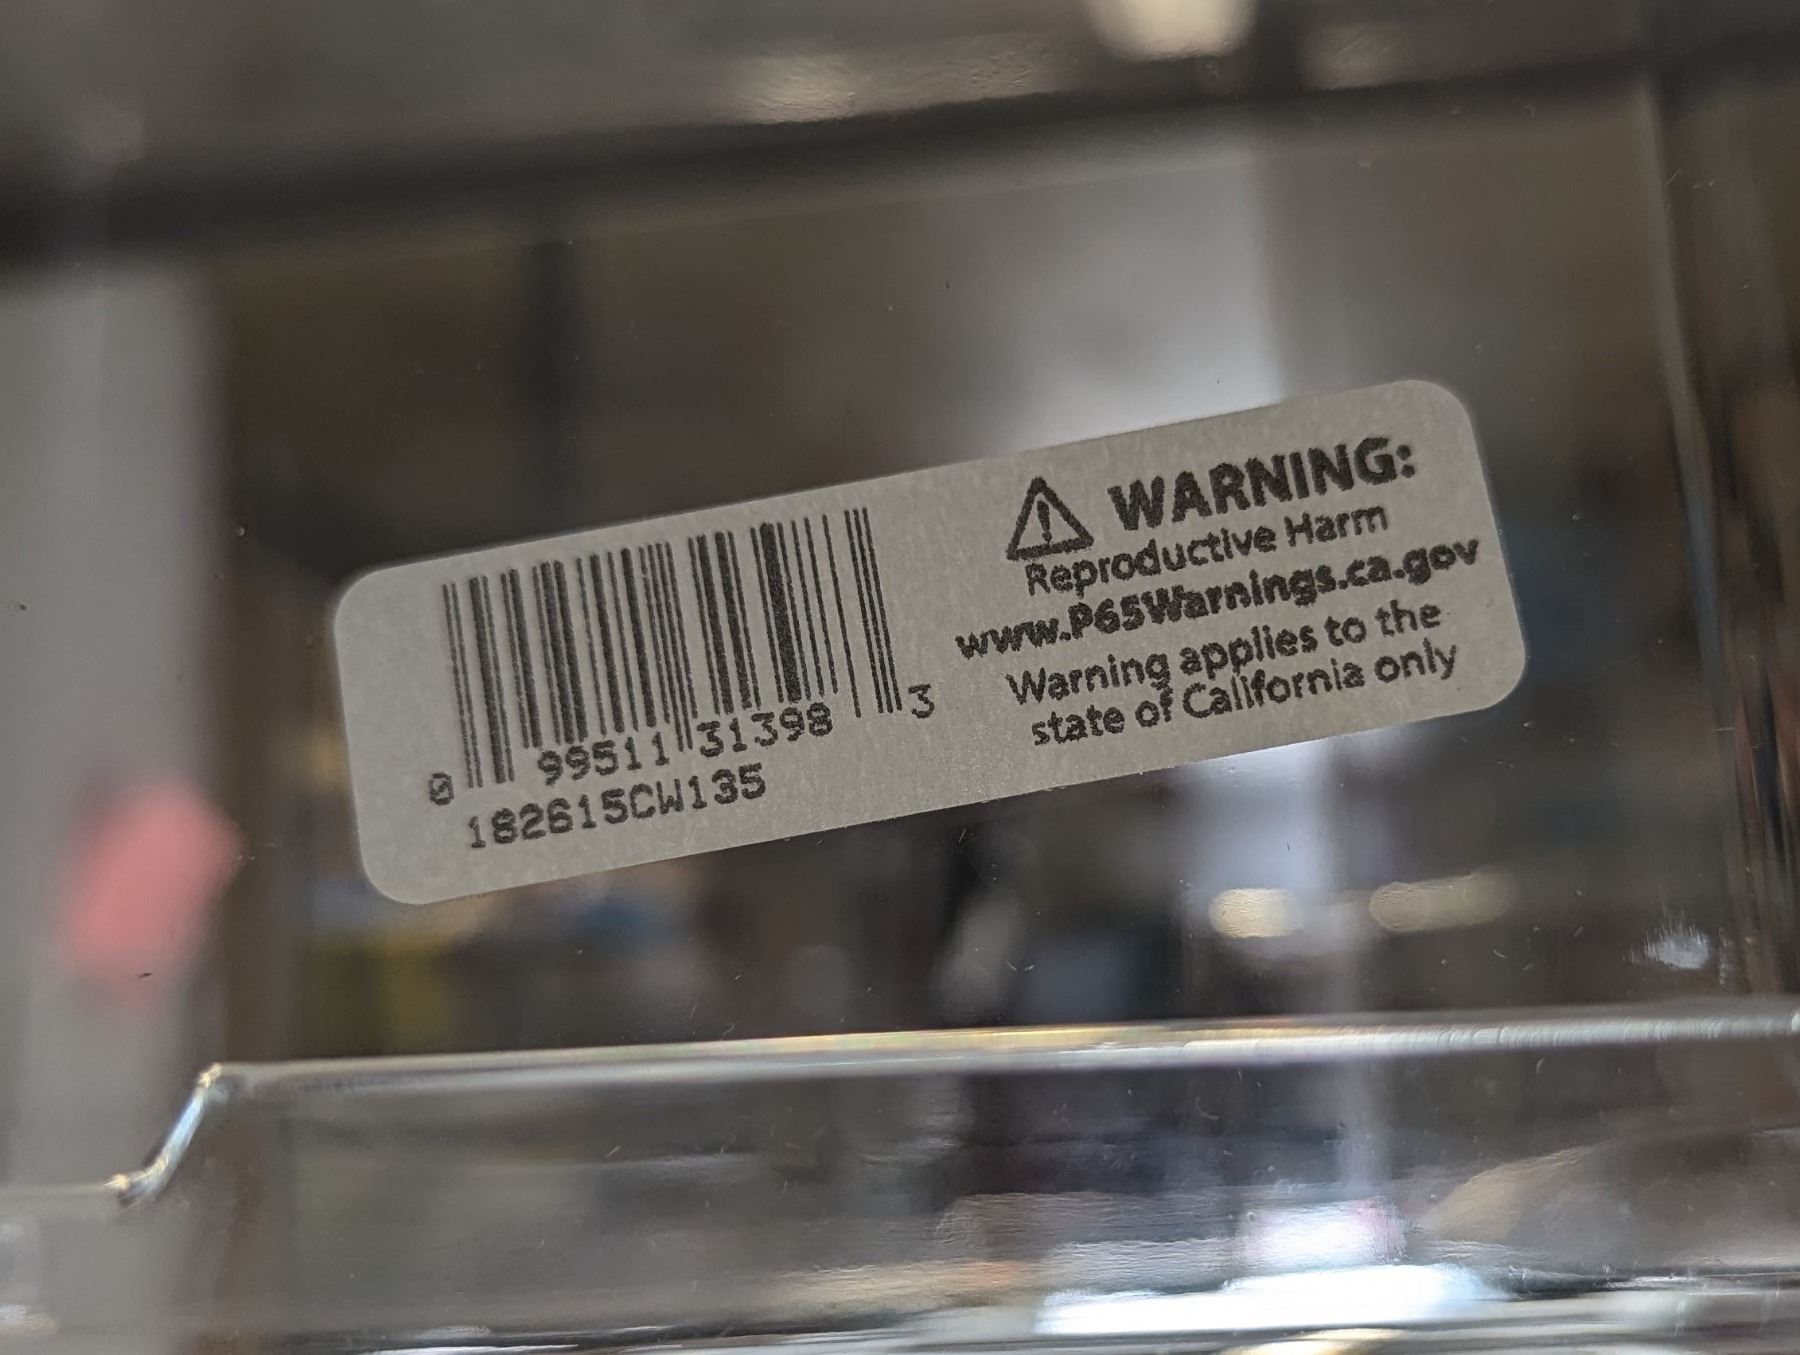 0 99511 31398 3
182615CW135
WARNING:
Reproductive Harm
www.P65Warnings.ca.gov
Warning applies to the
state of California only